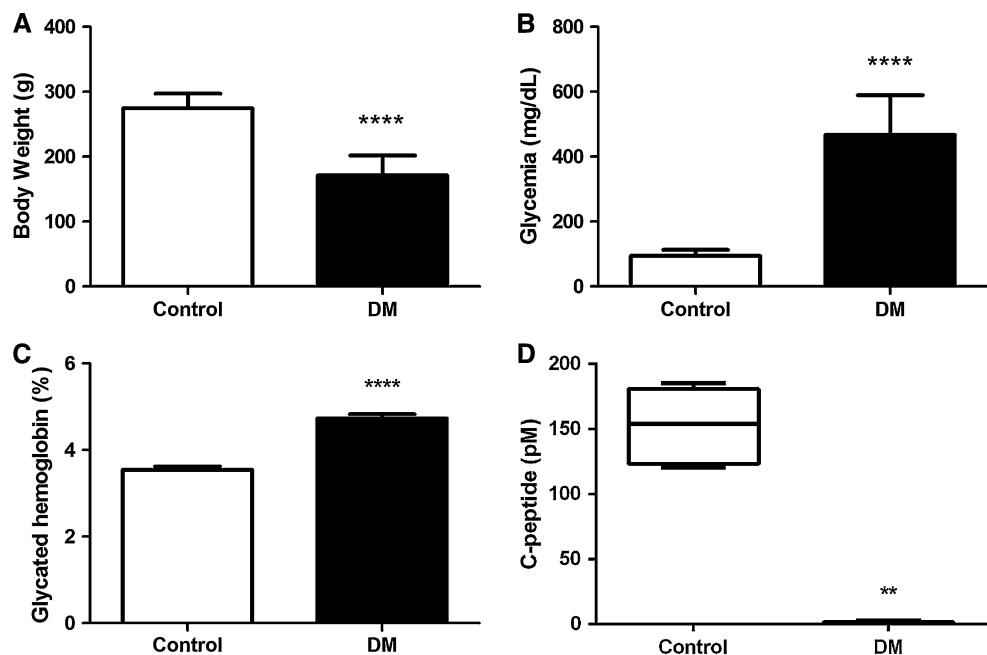 A
Body Weight (g)
400
300
200
100
0
****
Control DM
B
Glycemia (mg/dL)
800
600
400
200
0
****
Control DM
C
Glycated hemoglobin (%)
6
4
2
0
****
Control DM
D
C-peptide (pM)
200
150
100
50
0
**
Control DM